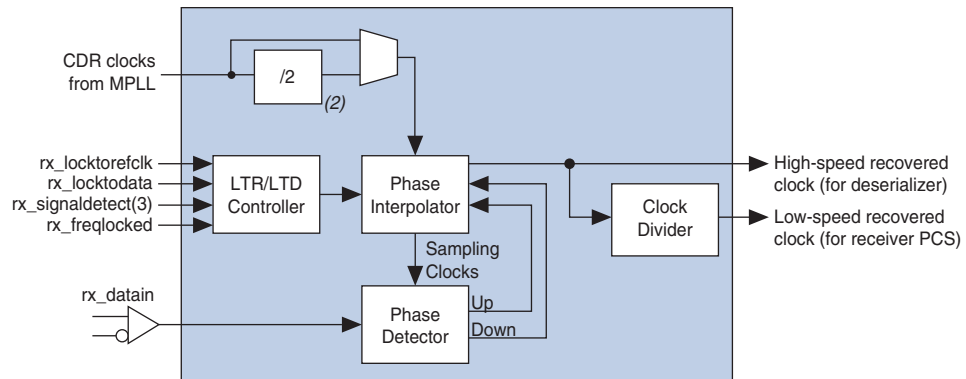 CDR clocks
from MPLL
/2
(2)
rx_locktorefclk
rx_locktodata
rx_signaldetect(3)
rx_freqlocked
LTR/LTD
Controller
Phase
Interpolator
High-speed recovered
clock (for deserializer)
Clock
Divider
Low-speed recovered
clock (for receiver PCS)
Sampling
Clocks
rx_datain
Phase
Detector
Up
Down